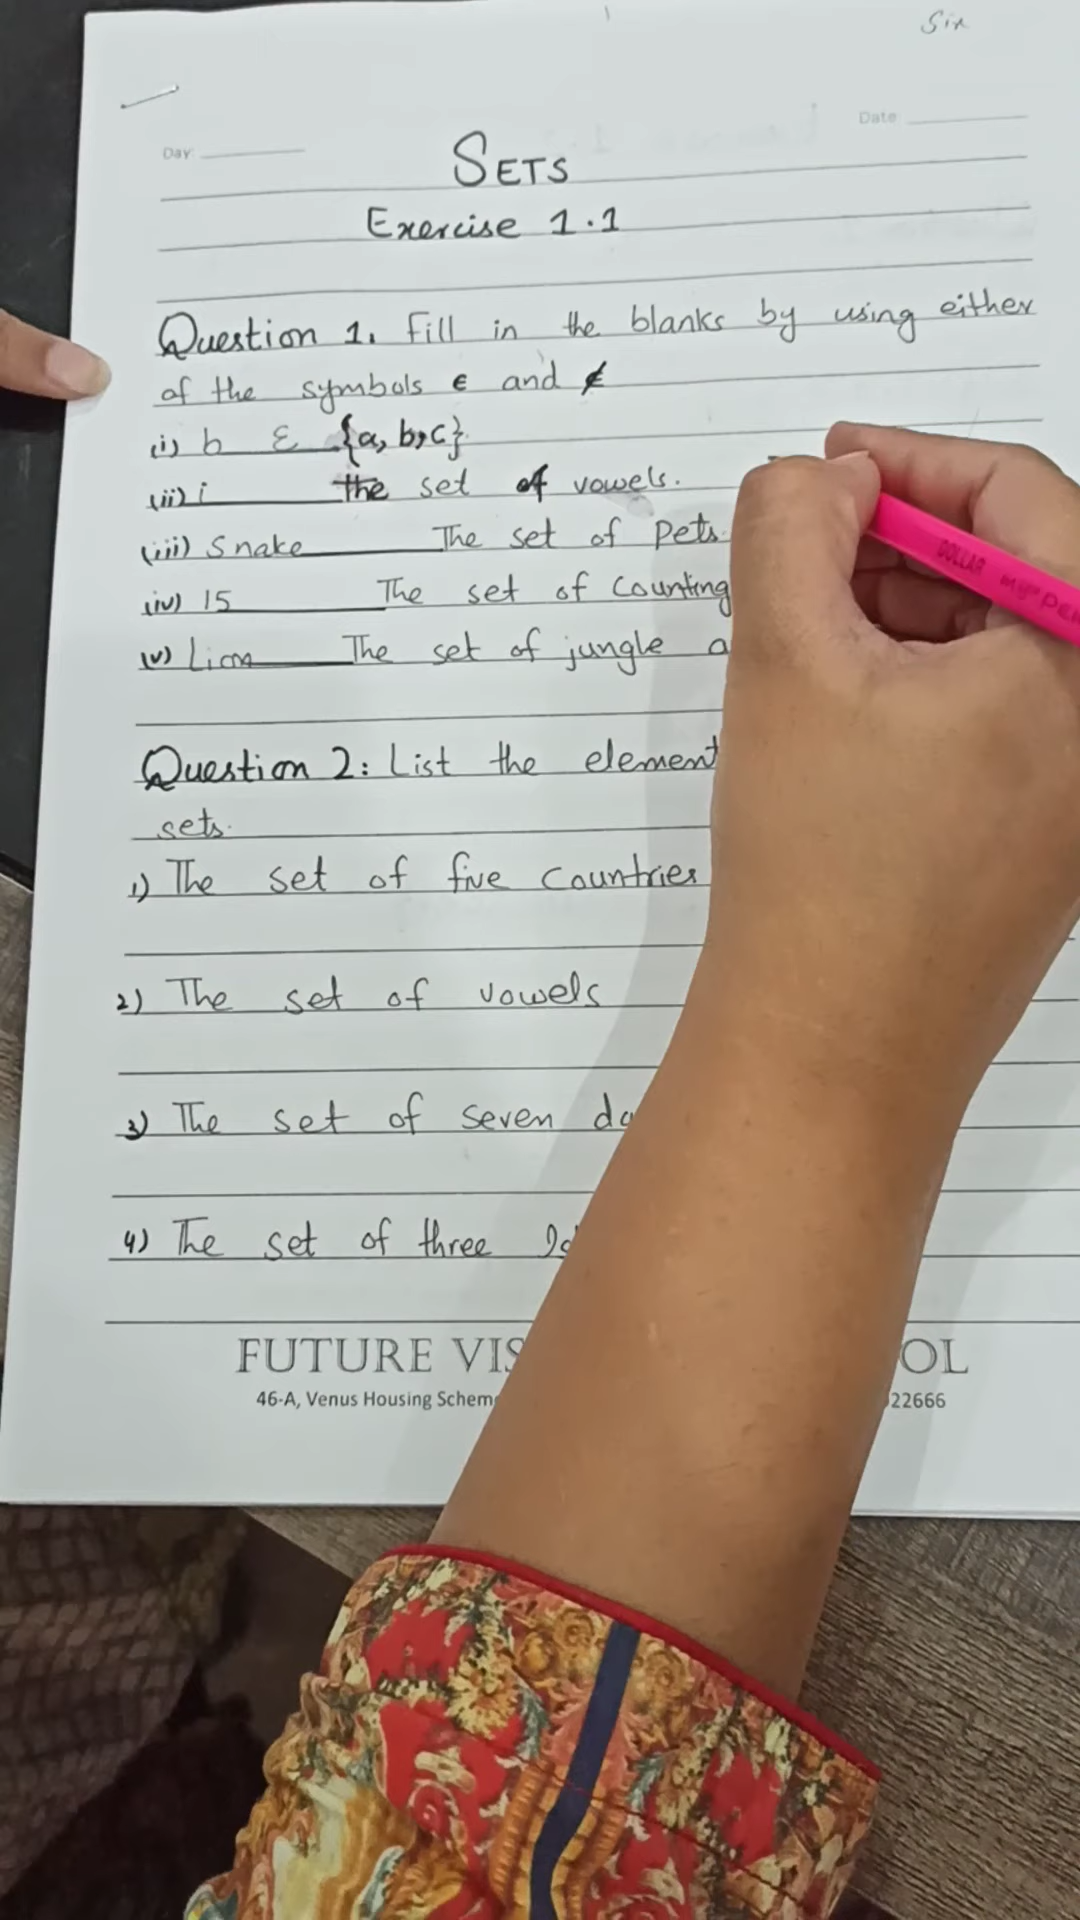 Six
Date
Day:
SETS
Exercise 1.1
Question 1. Fill in the blanks by using either
of the symbols ϵ and ∉
(i) b ε {a, b, c}
(ii) i the set of vowels.
(iii) Snake The set of pets.
(iv) 15 The set of counting
(v) Lion The set of jungle a
Question 2: List the element
sets.
1) The set of five countries
2) The set of vowels
3) The set of seven da
4) The set of three
FUTURE VIS OL
46-A, Venus Housing Schem 22666
DOLLAR my PEN